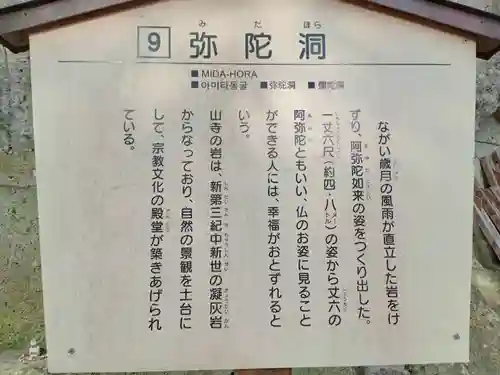 9 弥陀洞
みだほら
■ MIDA-HORA
■ 아미타동굴 ■ 弥陀洞 ■ 彌陀洞
ながい歳月の風雨が直立した岩をけ
ずり、阿弥陀如来の姿をつくり出した。
一丈六尺(約四・八メートル)の姿から丈六の
阿弥陀ともいい、仏のお姿に見ること
ができる人には、幸福がおとずれると
いう。
山寺の岩は、新第三紀中新世の凝灰岩
からなっており、自然の景観を土台に
して、宗教文化の殿堂が築きあげられ
ている。